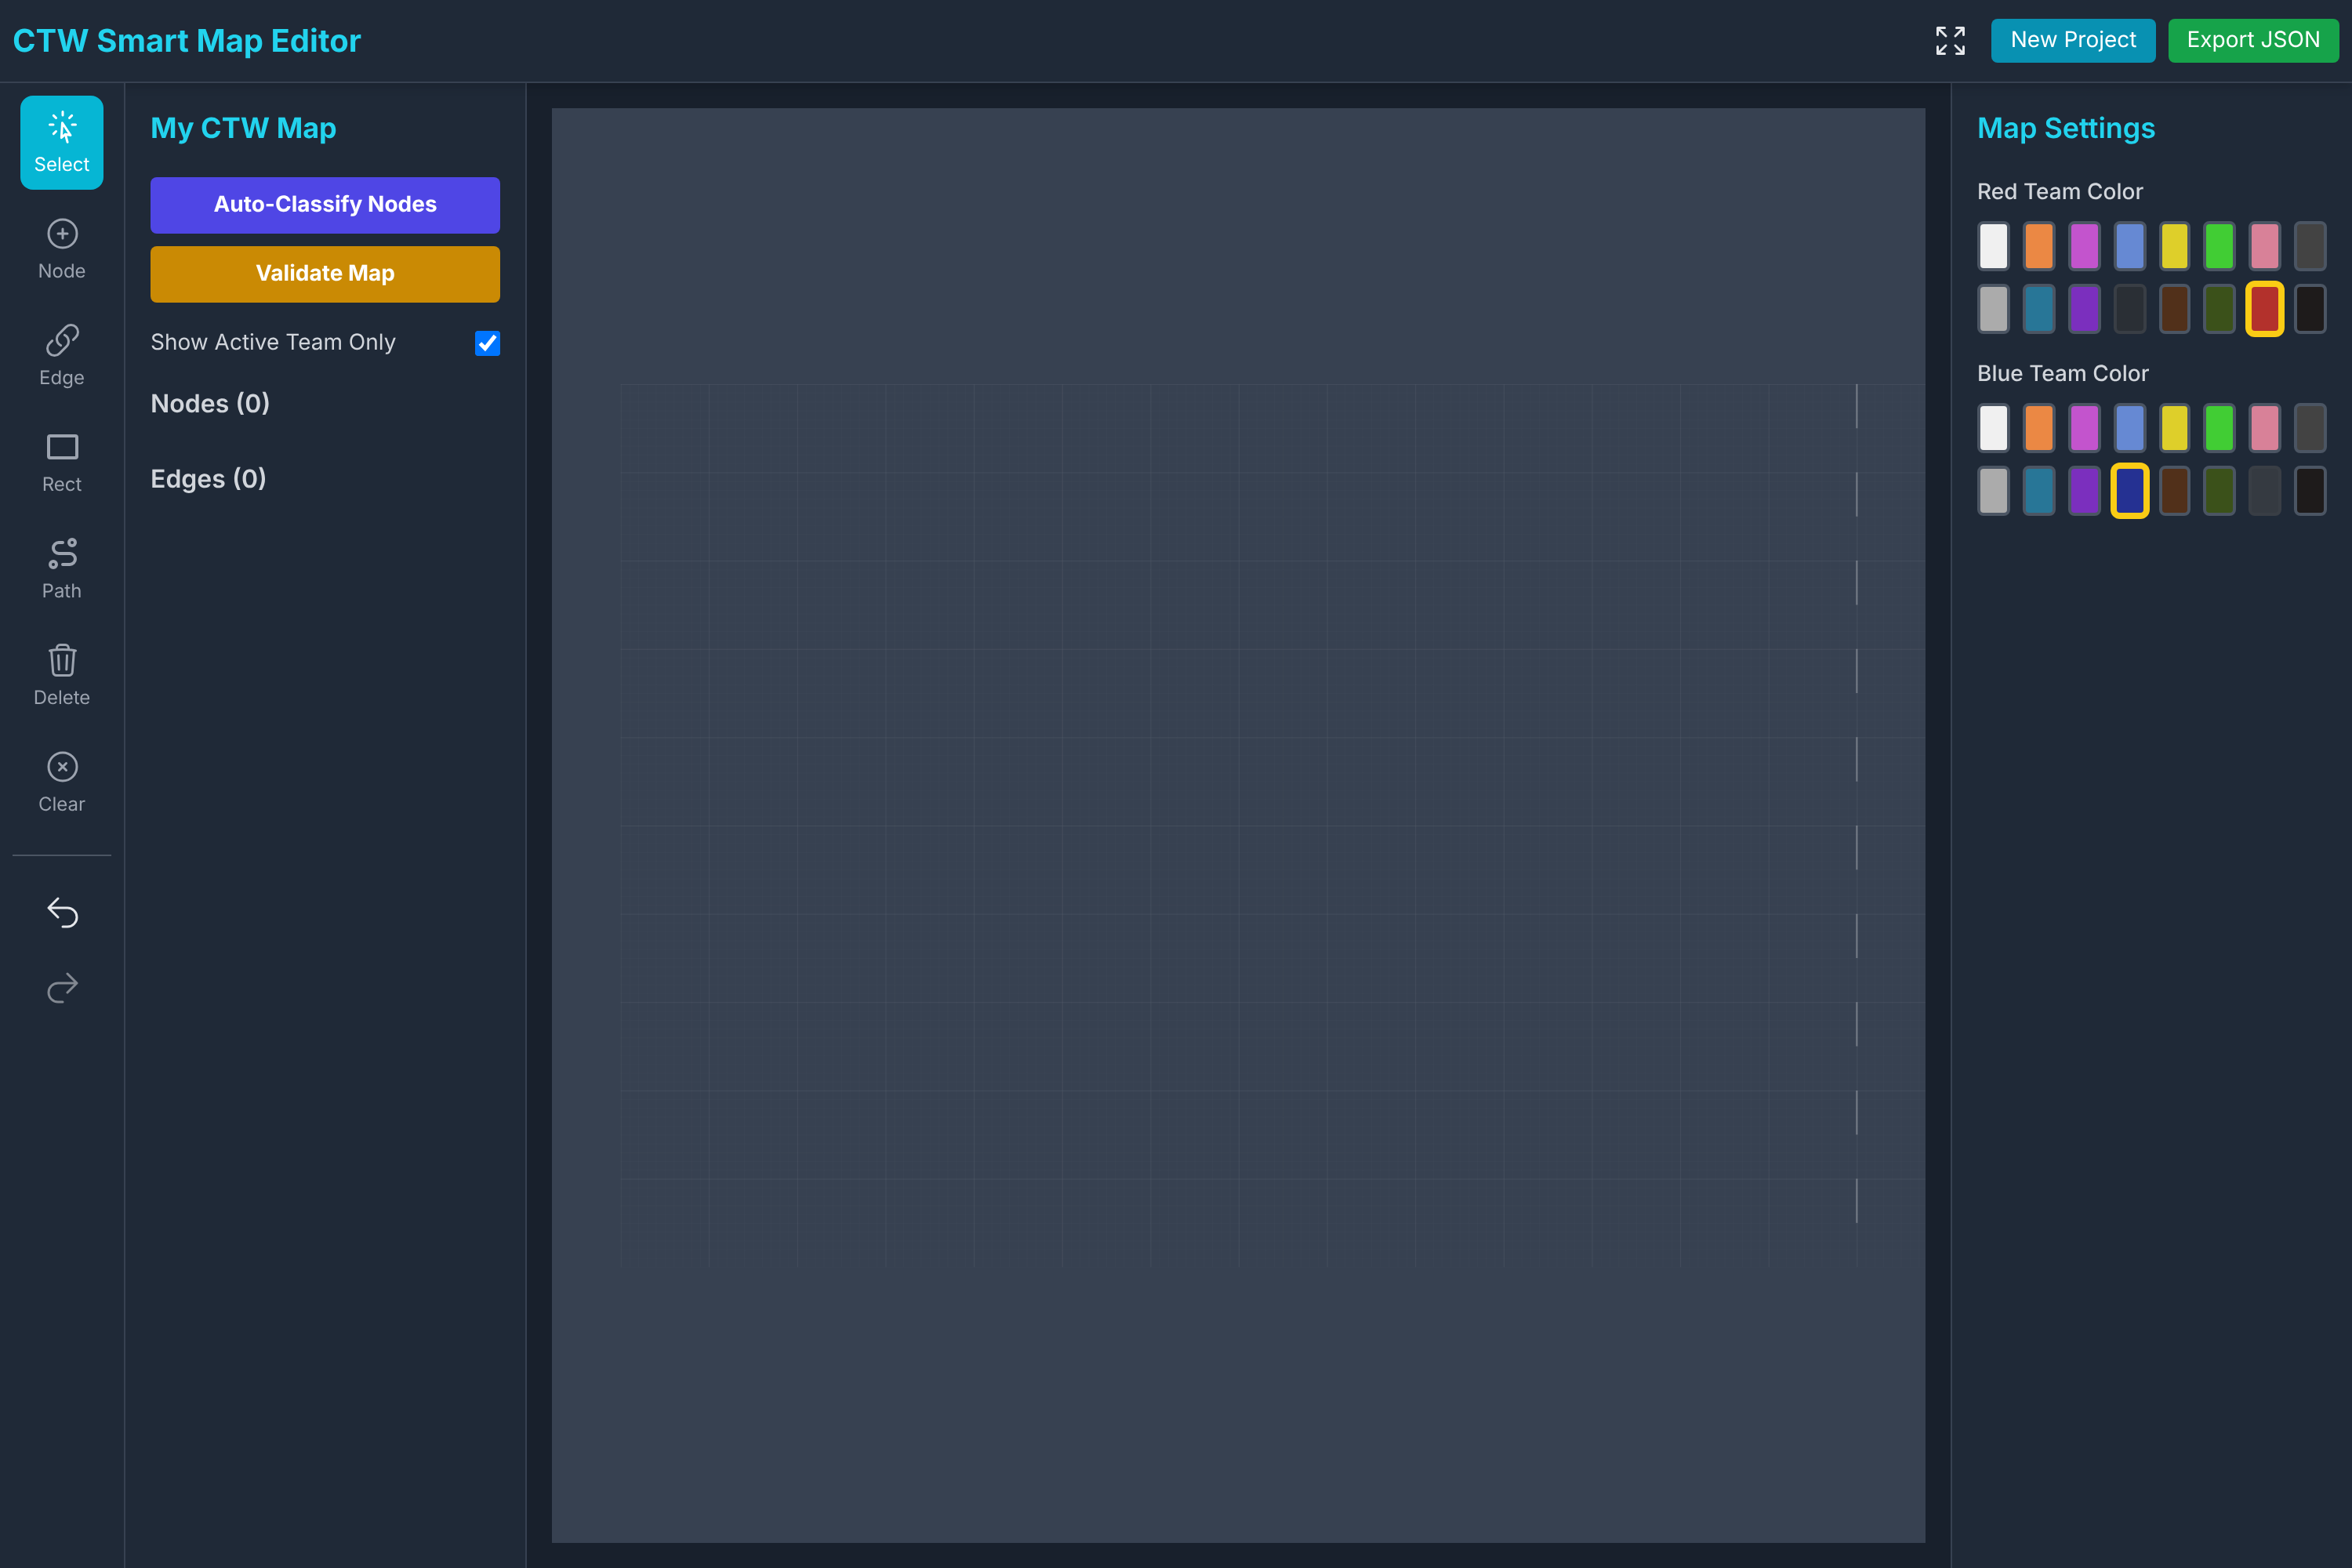 CTW Smart Map Editor
New Project
Export JSON
Select
Node
Edge
Rect
Path
Delete
Clear
My CTW Map
Auto-Classify Nodes
Validate Map
Show Active Team Only
Nodes (0)
Edges (0)
Map Settings
Red Team Color
Blue Team Color